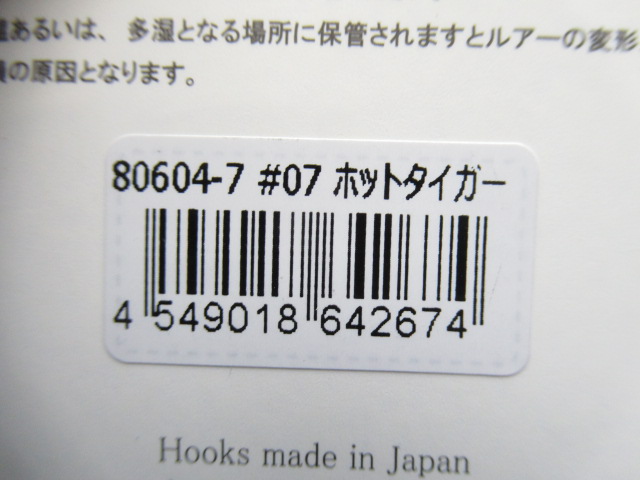 あるいは、多湿となる場所に保管されますとルアーの変形
の原因となります。
80604-7 #07 ホットタイガー
4 549018 642674
Hooks made in Japan